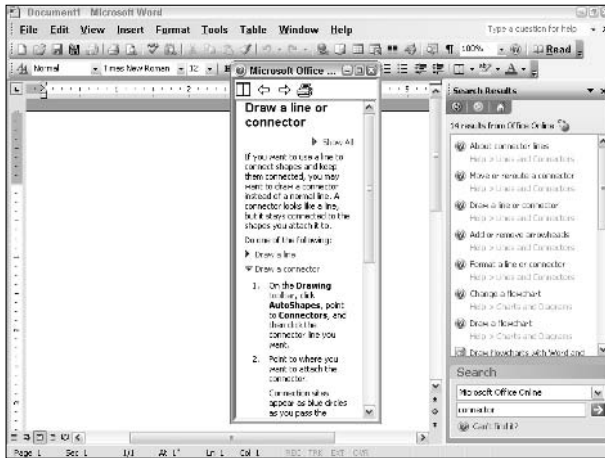 Document1 Microsoft Word
File Edit View Insert Format Tools Table Window Help
Type a question for help
100%
Read
Normal
Times New Roman
12
Microsoft Office ...
Draw a line or
connector
Show All
If you want to use a line to
connect shapes and keep
them connected, you may
want to draw a connector
instead of a normal line. A
connector looks like a line,
but it stays connected to the
shapes you attach it to.
Do one of the following:
Draw a line
Draw a connector
1. On the Drawing
toolbar, click
AutoShapes, point
to Connectors, and
then click the
connector line you
want.
2. Point to where you
want to attach the
connector.
Connection sites
appear as blue circles
as you pass the
Search Results
14 results from Office Online
About connector lines
Help > Lines and Connectors
Move or reroute a connector
Help > Lines and Connectors
Draw a line or connector
Help > Lines and Connectors
Add or remove arrowheads
Help > Lines and Connectors
Format a line or connector
Help > Lines and Connectors
Change a flowchart
Help > Charts and Diagrams
Draw a flowchart
Help > Charts and Diagrams
Draw Flowcharts with Word and
Search
Microsoft Office Online
connector
Can't find it?
Page 1 Sec 1 1/1 At 1" Ln 1 Col 1 REC TRK EXT OVR